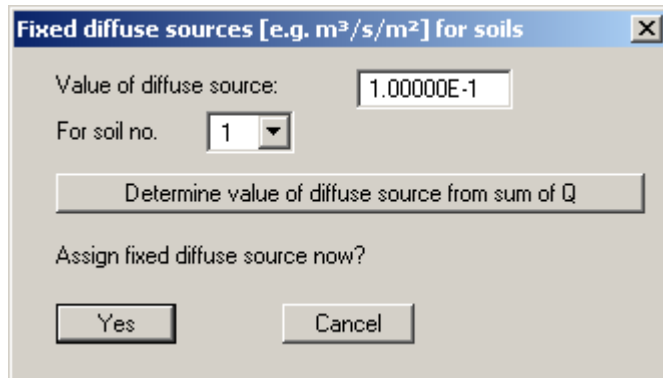 Fixed diffuse sources [e.g. m³/s/m²] for soils
Value of diffuse source: 1.00000E-1
For soil no. 1
Determine value of diffuse source from sum of Q
Assign fixed diffuse source now?
Yes Cancel